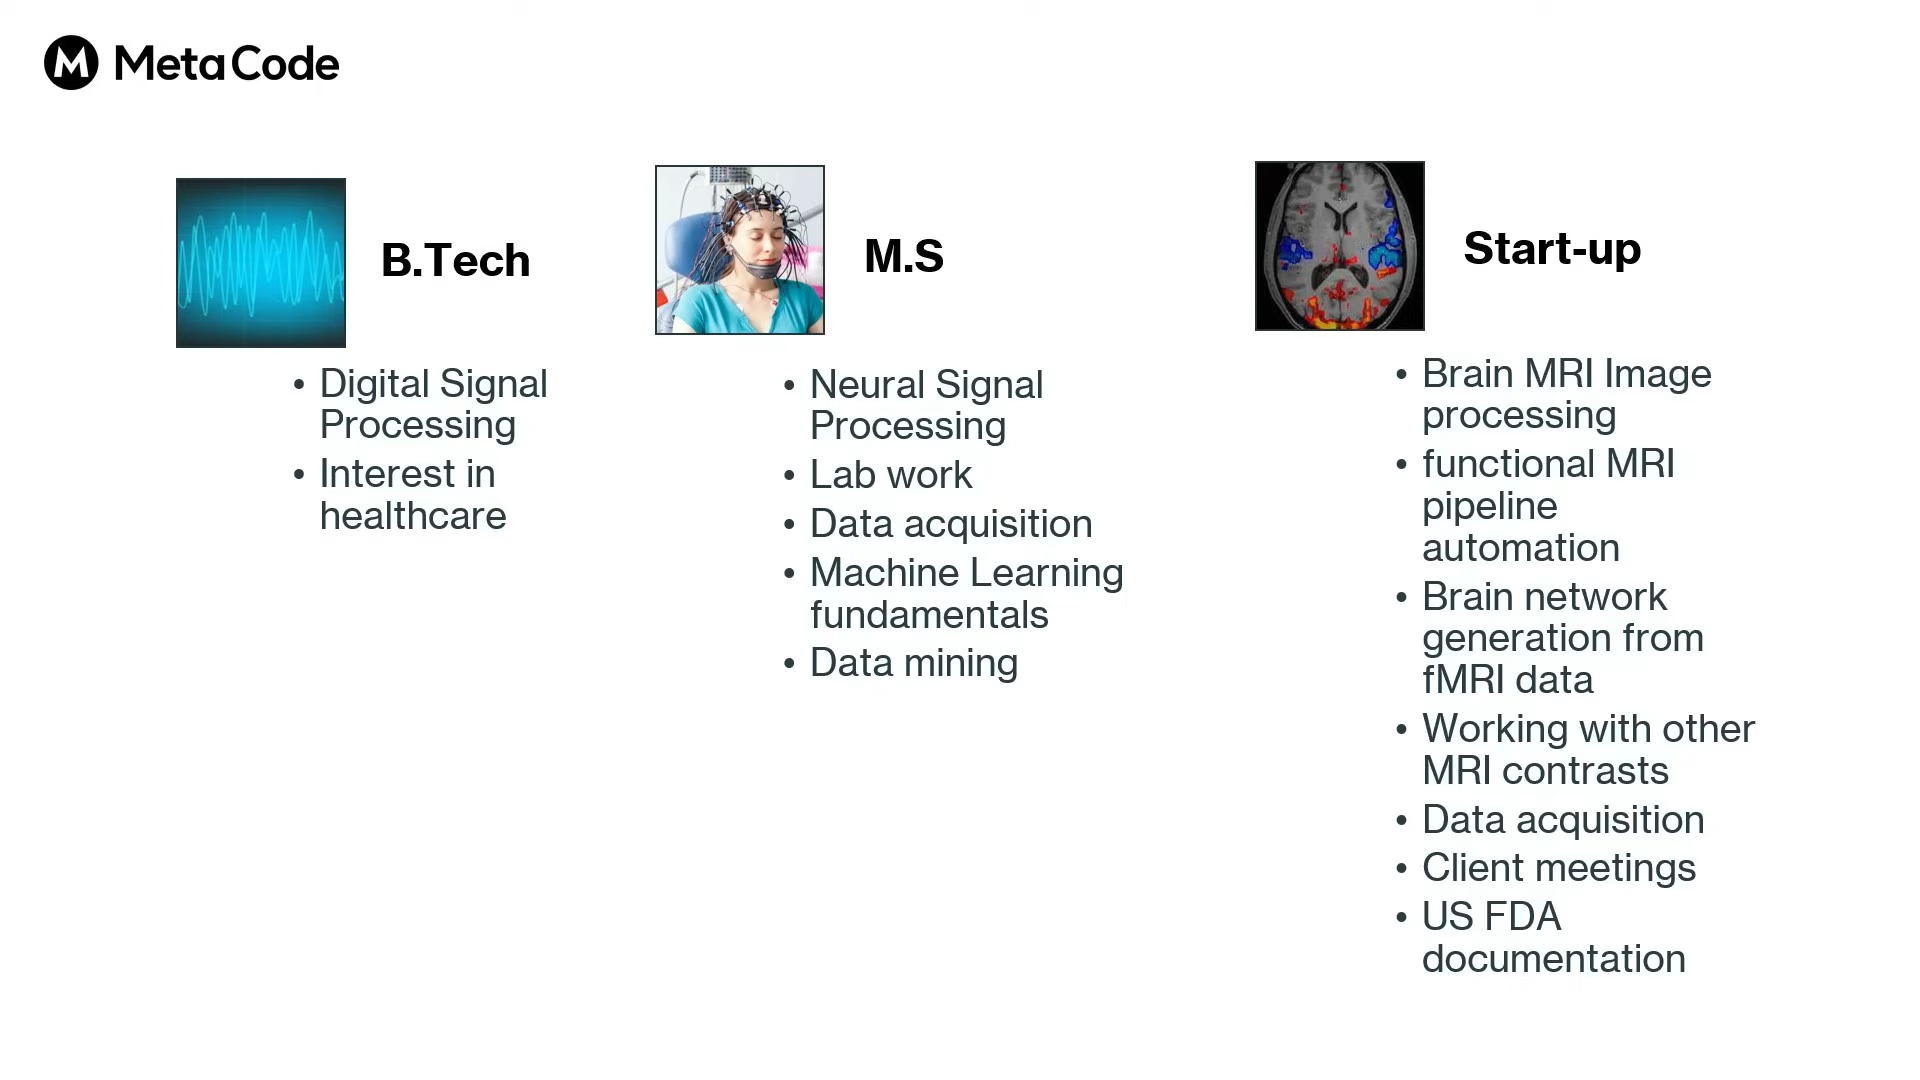 Meta Code
B.Tech
• Digital Signal
Processing
• Interest in
healthcare
M.S
• Neural Signal
Processing
• Lab work
• Data acquisition
• Machine Learning
fundamentals
• Data mining
Start-up
• Brain MRI Image
processing
• functional MRI
pipeline
automation
• Brain network
generation from
fMRI data
• Working with other
MRI contrasts
• Data acquisition
• Client meetings
• US FDA
documentation